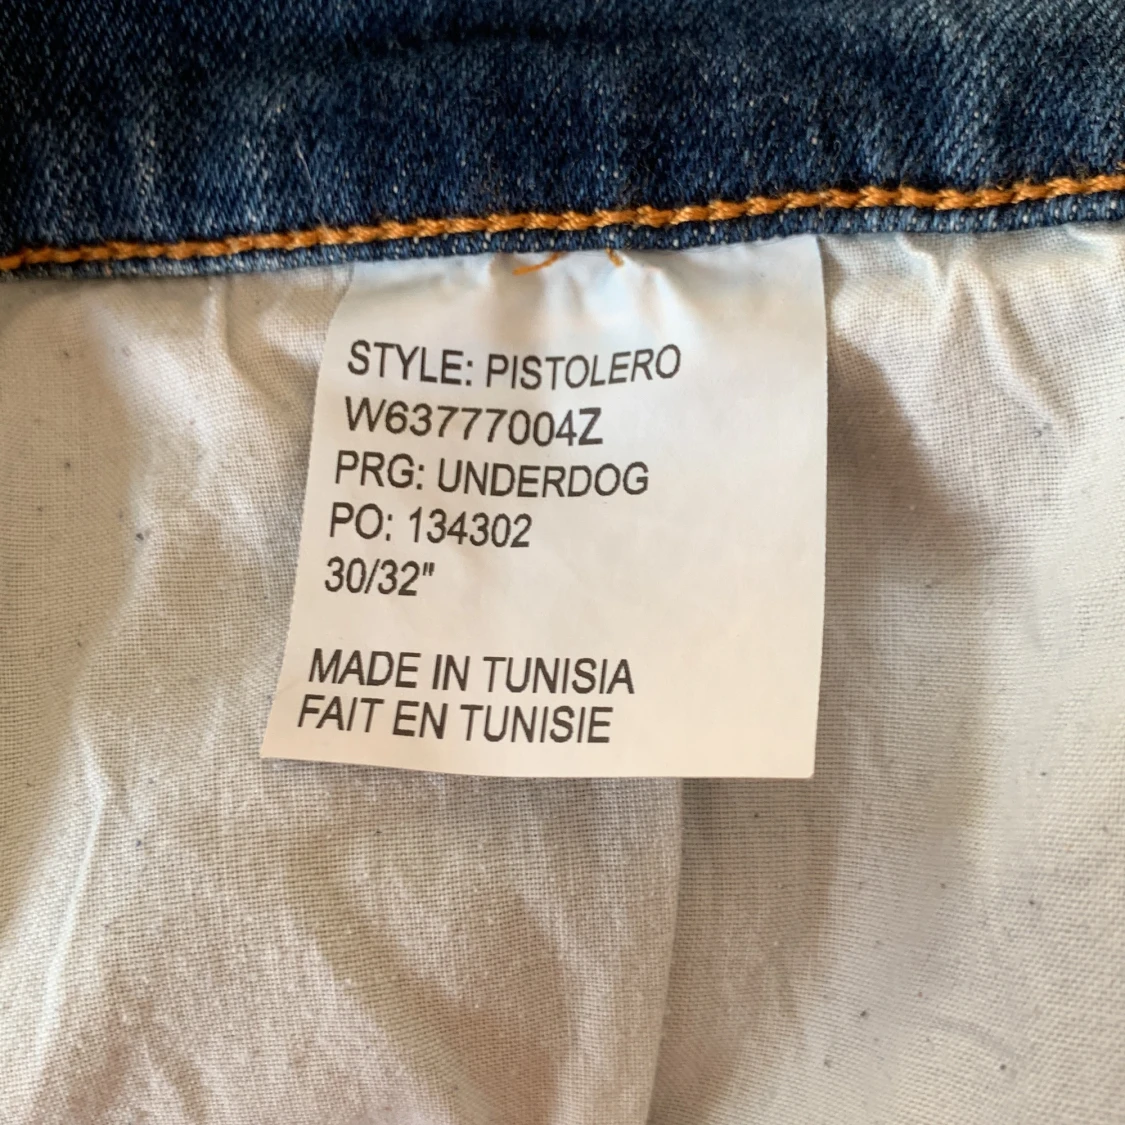 STYLE: PISTOLERO
W63777004Z
PRG: UNDERDOG
PO: 134302
30/32"
MADE IN TUNISIA
FAIT EN TUNISIE